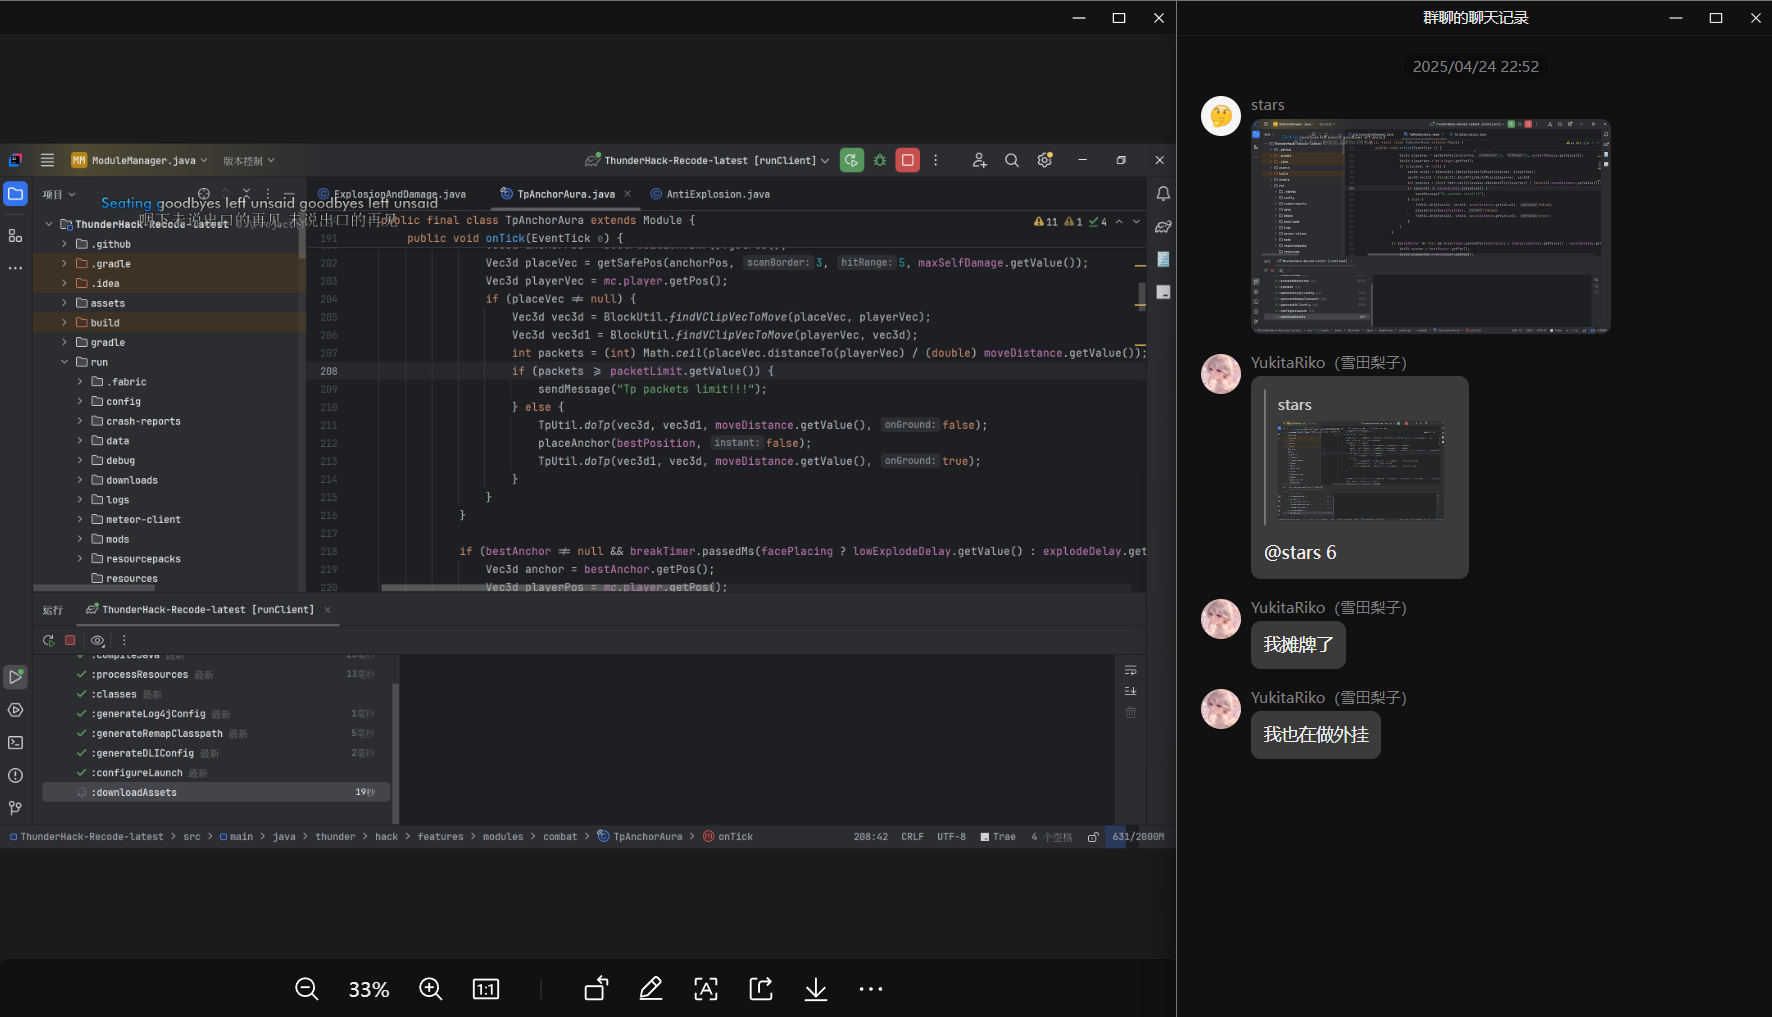 MM ModuleManager.java
版本控制
ThunderHack-Recode-latest [runClient]
项目
Seating goodbyes left unsaid goodbyes left unsaid
咽下未说出口的再见 未说出口的再见
ThunderHack-Recode-latest
.github
.gradle
.idea
assets
build
gradle
run
.fabric
config
crash-reports
data
debug
downloads
logs
meteor-client
mods
resourcepacks
resources
ExplosionAndDamage.java
TpAnchorAura.java
AntiExplosion.java
public final class TpAnchorAura extends Module {
11 1 4
191 public void onTick(EventTick e) {
202 Vec3d placeVec = getSafePos(anchorPos, scanBorder: 3, hitRange: 5, maxSelfDamage.getValue());
203 Vec3d playerVec = mc.player.getPos();
204 if (placeVec ≠ null) {
205 Vec3d vec3d = BlockUtil.findVClipVecToMove(placeVec, playerVec);
206 Vec3d vec3d1 = BlockUtil.findVClipVecToMove(playerVec, vec3d);
207 int packets = (int) Math.ceil(placeVec.distanceTo(playerVec) / (double) moveDistance.getValue());
208 if (packets ⩾ packetLimit.getValue()) {
209 sendMessage("Tp packets limit!!!");
210 } else {
211 TpUtil.doTp(vec3d, vec3d1, moveDistance.getValue(), onGround: false);
212 placeAnchor(bestPosition, instant: false);
213 TpUtil.doTp(vec3d1, vec3d, moveDistance.getValue(), onGround: true);
214 }
215 }
216 }
217
218 if (bestAnchor ≠ null && breakTimer.passedMs(facePlacing ? lowExplodeDelay.getValue() : explodeDelay.get
219 Vec3d anchor = bestAnchor.getPos();
220 Vec3d playerPos = mc.player.getPos();
运行
ThunderHack-Recode-latest [runClient]
:compileJava 最新
:processResources 最新 13毫秒
:classes 最新
:generateLog4jConfig 最新 1毫秒
:generateRemapClasspath 最新 5毫秒
:generateDLIConfig 最新 2毫秒
:configureLaunch 最新
:downloadAssets 19秒
ThunderHack-Recode-latest > src > main > java > thunder > hack > features > modules > combat > TpAnchorAura > onTick
208:42 CRLF UTF-8 Trae 4 个空格 631/2000M
33%
1:1
群聊的聊天记录
2025/04/24 22:52
stars
YukitaRiko（雪田梨子）
stars
@stars 6
YukitaRiko（雪田梨子）
我摊牌了
YukitaRiko（雪田梨子）
我也在做外挂